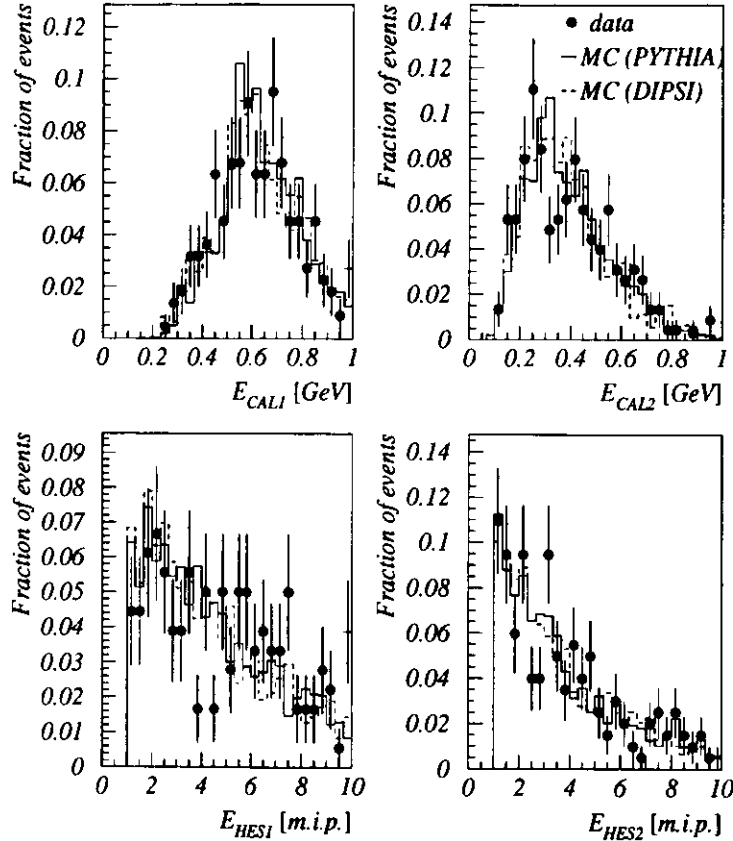 Fraction of events
0.12
0.1
0.08
0.06
0.04
0.02
0
0 0.2 0.4 0.6 0.8 1
E_CAL1 [GeV]
Fraction of events
0.14
0.12
0.1
0.08
0.06
0.04
0.02
0
0 0.2 0.4 0.6 0.8 1
E_CAL2 [GeV]
data
MC (PYTHIA)
MC (DIPSI)
Fraction of events
0.09
0.08
0.07
0.06
0.05
0.04
0.03
0.02
0.01
0
0 2 4 6 8 10
E_HES1 [m.i.p.]
Fraction of events
0.14
0.12
0.1
0.08
0.06
0.04
0.02
0
0 2 4 6 8 10
E_HES2 [m.i.p.]